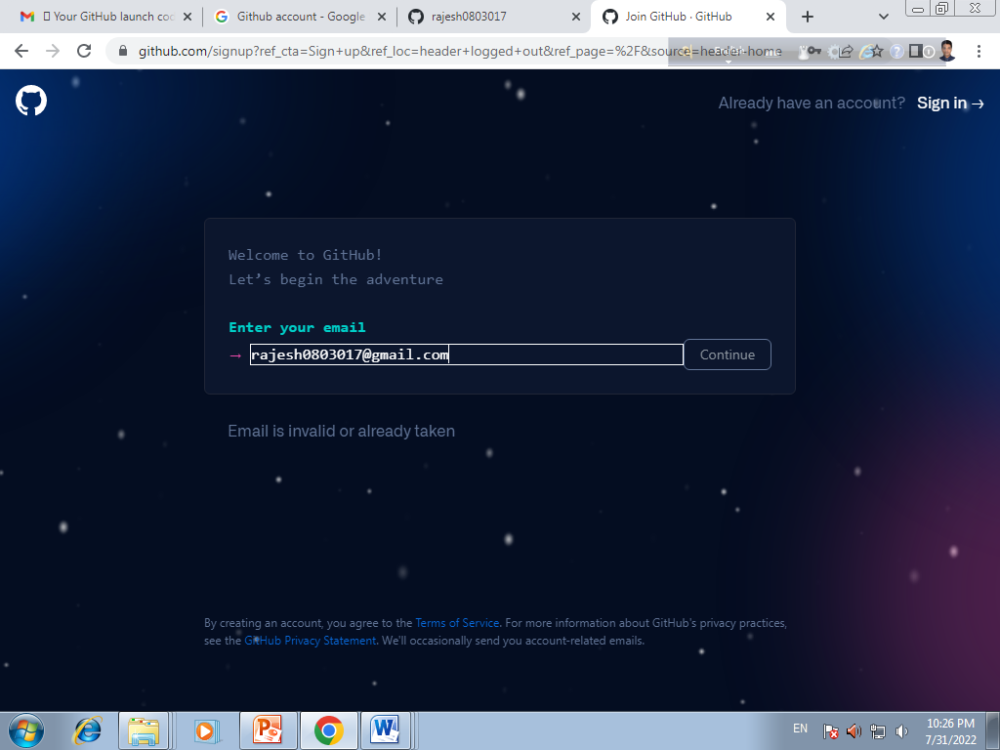 Your GitHub launch coo
Github account - Google
rajesh0803017
Join GitHub · GitHub
github.com/signup?ref_cta=Sign+up&ref_loc=header+logged+out&ref_page=%2F&source=header-home
Already have an account? Sign in →
Welcome to GitHub!
Let’s begin the adventure
Enter your email
→ rajesh0803017@gmail.com
Continue
Email is invalid or already taken
By creating an account, you agree to the Terms of Service. For more information about GitHub's privacy practices,
see the GitHub Privacy Statement. We'll occasionally send you account-related emails.
EN
10:26 PM
7/31/2022